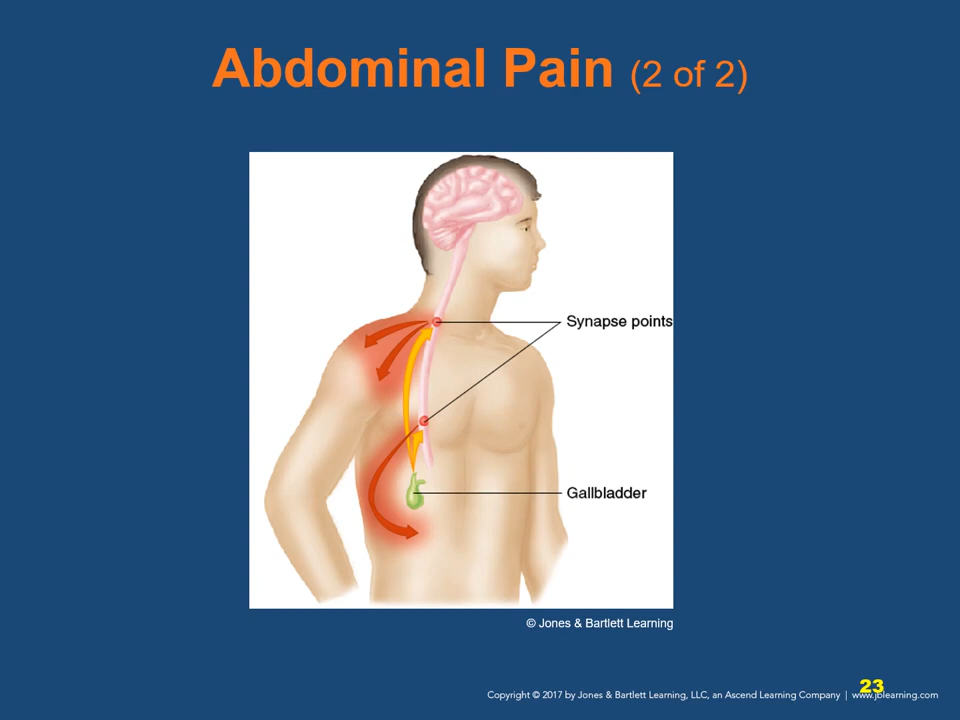 Abdominal Pain (2 of 2)
Synapse points
Gallbladder
© Jones & Bartlett Learning
23
Copyright © 2017 by Jones & Bartlett Learning, LLC, an Ascend Learning Company | www.jblearning.com